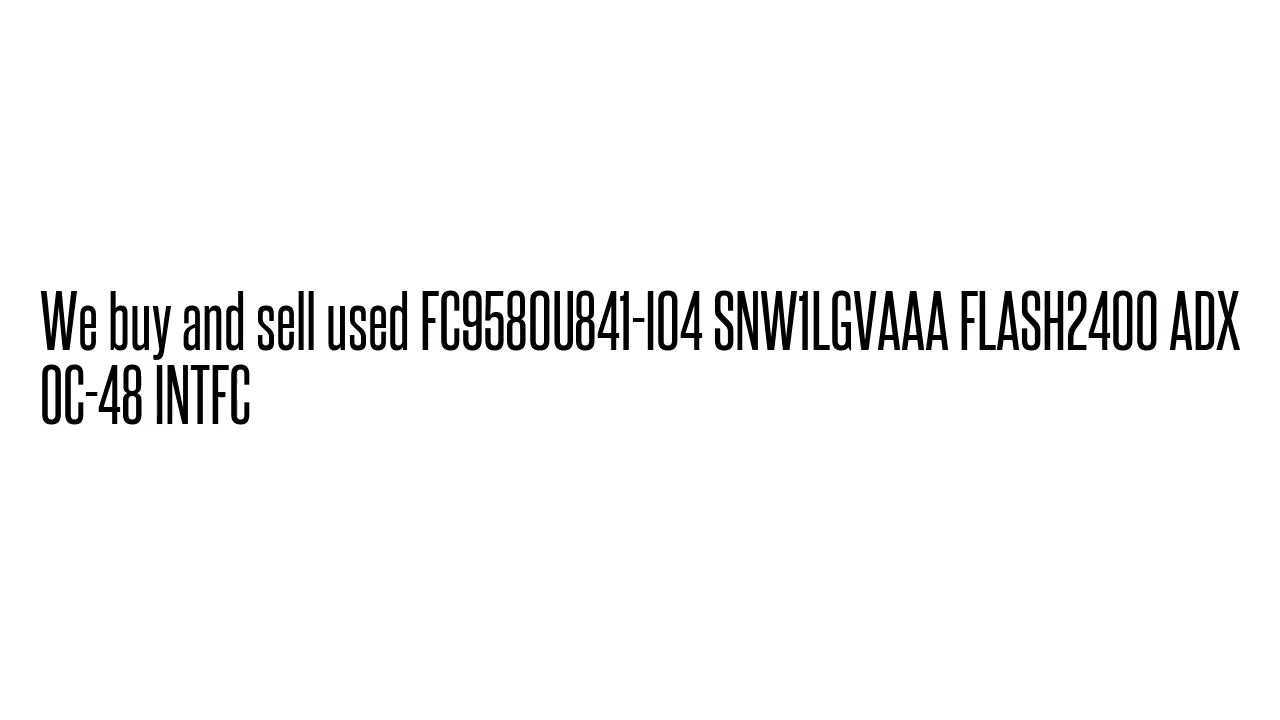 We buy and sell used FC9580U841-I04 SNW1LGVAAA FLASH2400 ADX
OC-48 INTFC